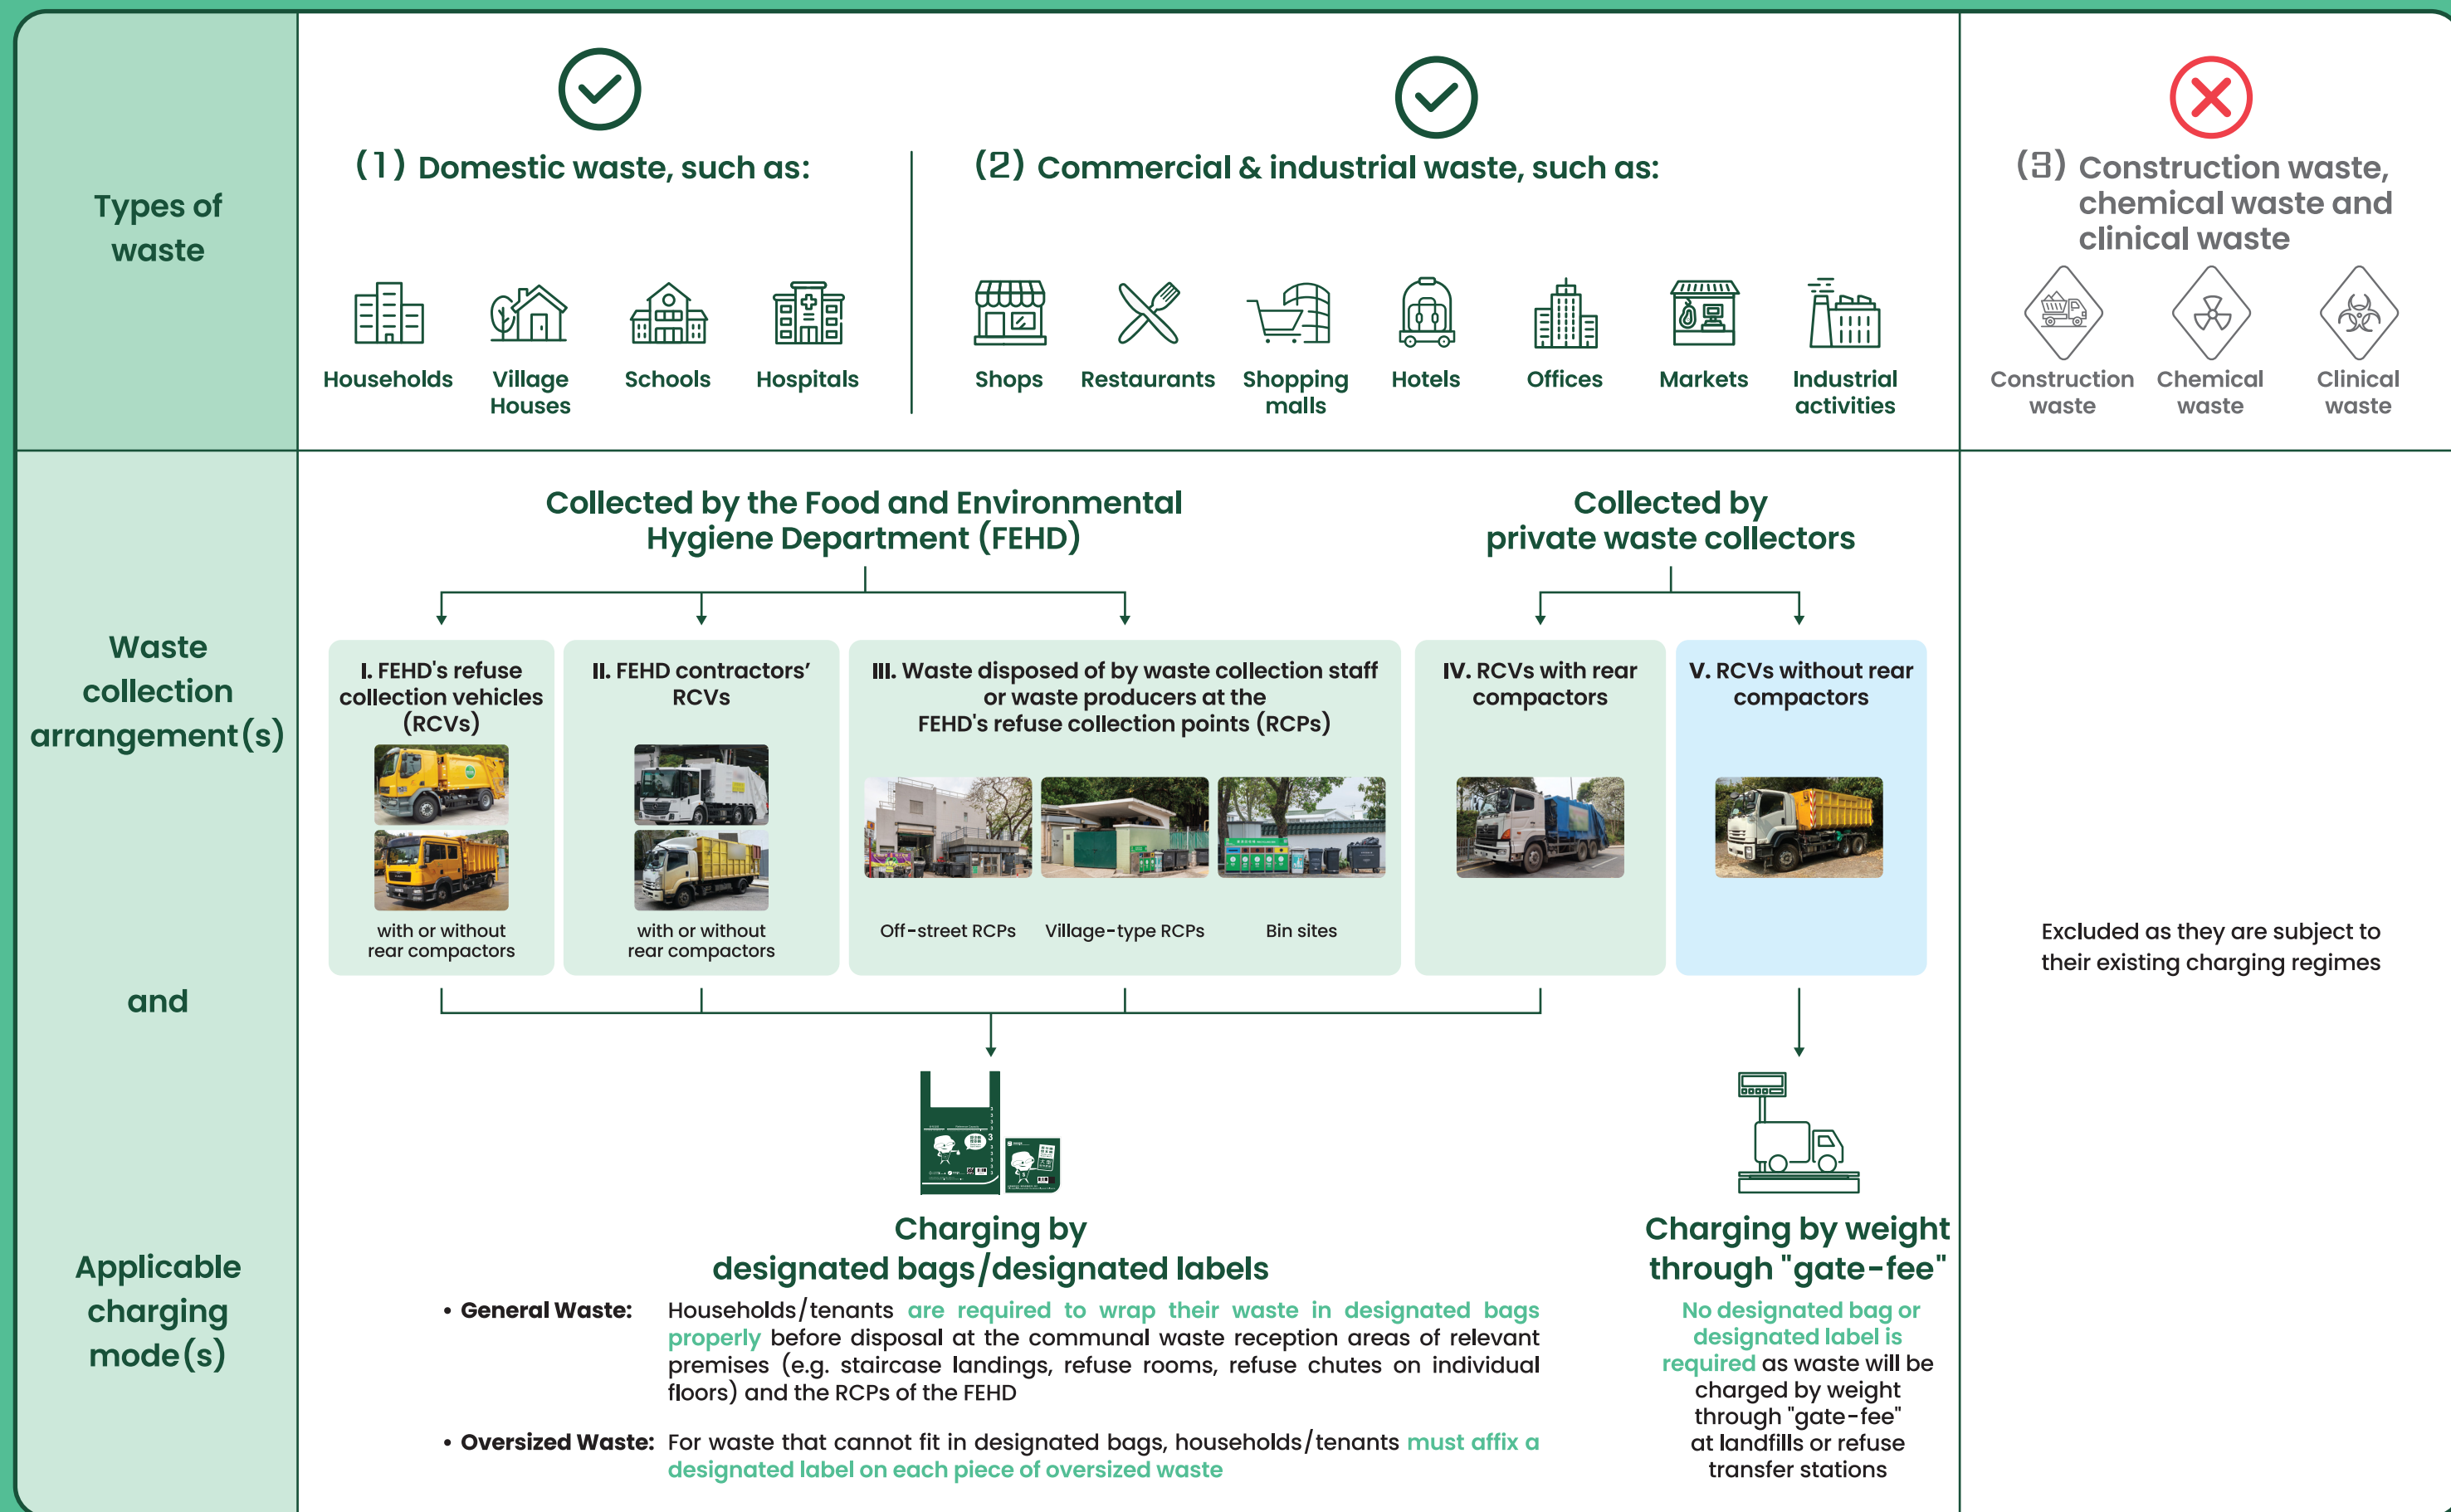 Types of
waste
(1) Domestic waste, such as:
Households
Village
Houses
Schools
Hospitals
(2) Commercial & industrial waste, such as:
Shops
Restaurants
Shopping
malls
Hotels
Offices
Markets
Industrial
activities
(3) Construction waste,
chemical waste and
clinical waste
Construction
waste
Chemical
waste
Clinical
waste
Waste
collection
arrangement(s)
and
Applicable
charging
mode(s)
Collected by the Food and Environmental
Hygiene Department (FEHD)
Collected by
private waste collectors
I. FEHD's refuse
collection vehicles
(RCVs)
with or without
rear compactors
II. FEHD contractors’
RCVs
with or without
rear compactors
III. Waste disposed of by waste collection staff
or waste producers at the
FEHD's refuse collection points (RCPs)
Off-street RCPs
Village-type RCPs
Bin sites
IV. RCVs with rear
compactors
V. RCVs without rear
compactors
Excluded as they are subject to
their existing charging regimes
Charging by
designated bags/designated labels
• General Waste: Households/tenants are required to wrap their waste in designated bags
properly before disposal at the communal waste reception areas of relevant
premises (e.g. staircase landings, refuse rooms, refuse chutes on individual
floors) and the RCPs of the FEHD
• Oversized Waste: For waste that cannot fit in designated bags, households/tenants must affix a
designated label on each piece of oversized waste
Charging by weight
through "gate-fee"
No designated bag or
designated label is
required as waste will be
charged by weight
through "gate-fee"
at landfills or refuse
transfer stations